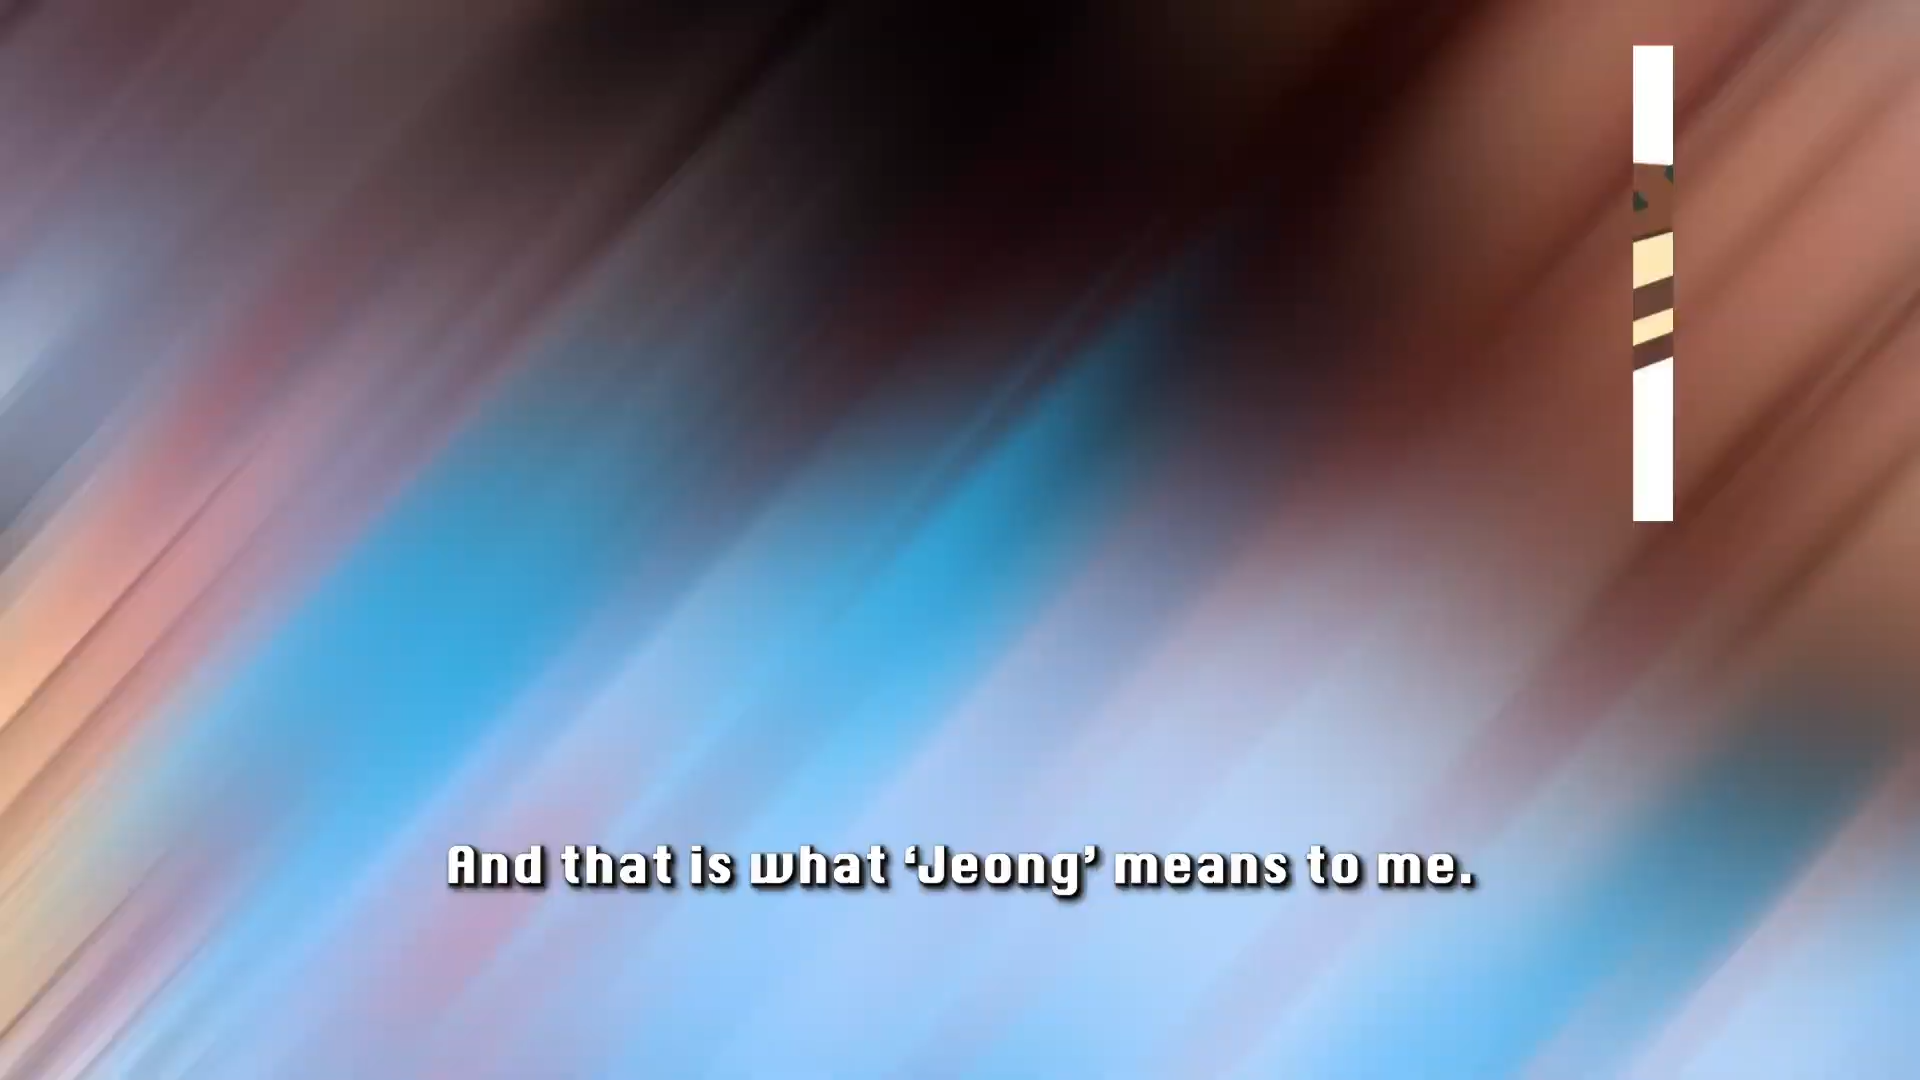 And that is what ‘Jeong’ means to me.